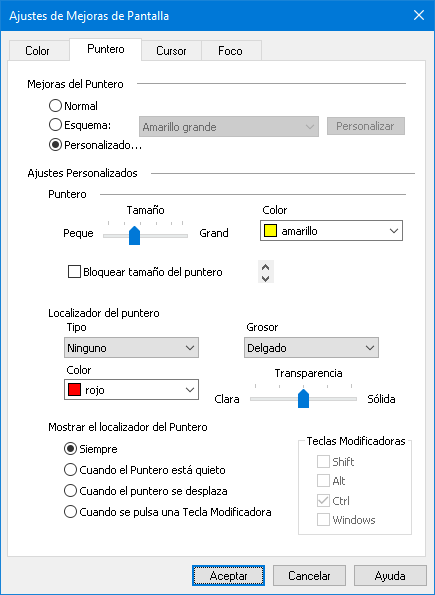 Ajustes de Mejoras de Pantalla
Color Puntero Cursor Foco
Mejoras del Puntero
Normal
Esquema: Amarillo grande Personalizar
Personalizado...
Ajustes Personalizados
Puntero
Tamaño Color
Peque Grand amarillo
Bloquear tamaño del puntero
Localizador del puntero
Tipo Grosor
Ninguno Delgado
Color Transparencia
rojo Clara Sólida
Mostrar el localizador del Puntero Teclas Modificadoras
Siempre Shift
Cuando el Puntero está quieto Alt
Cuando el puntero se desplaza Ctrl
Cuando se pulsa una Tecla Modificadora Windows
Aceptar Cancelar Ayuda